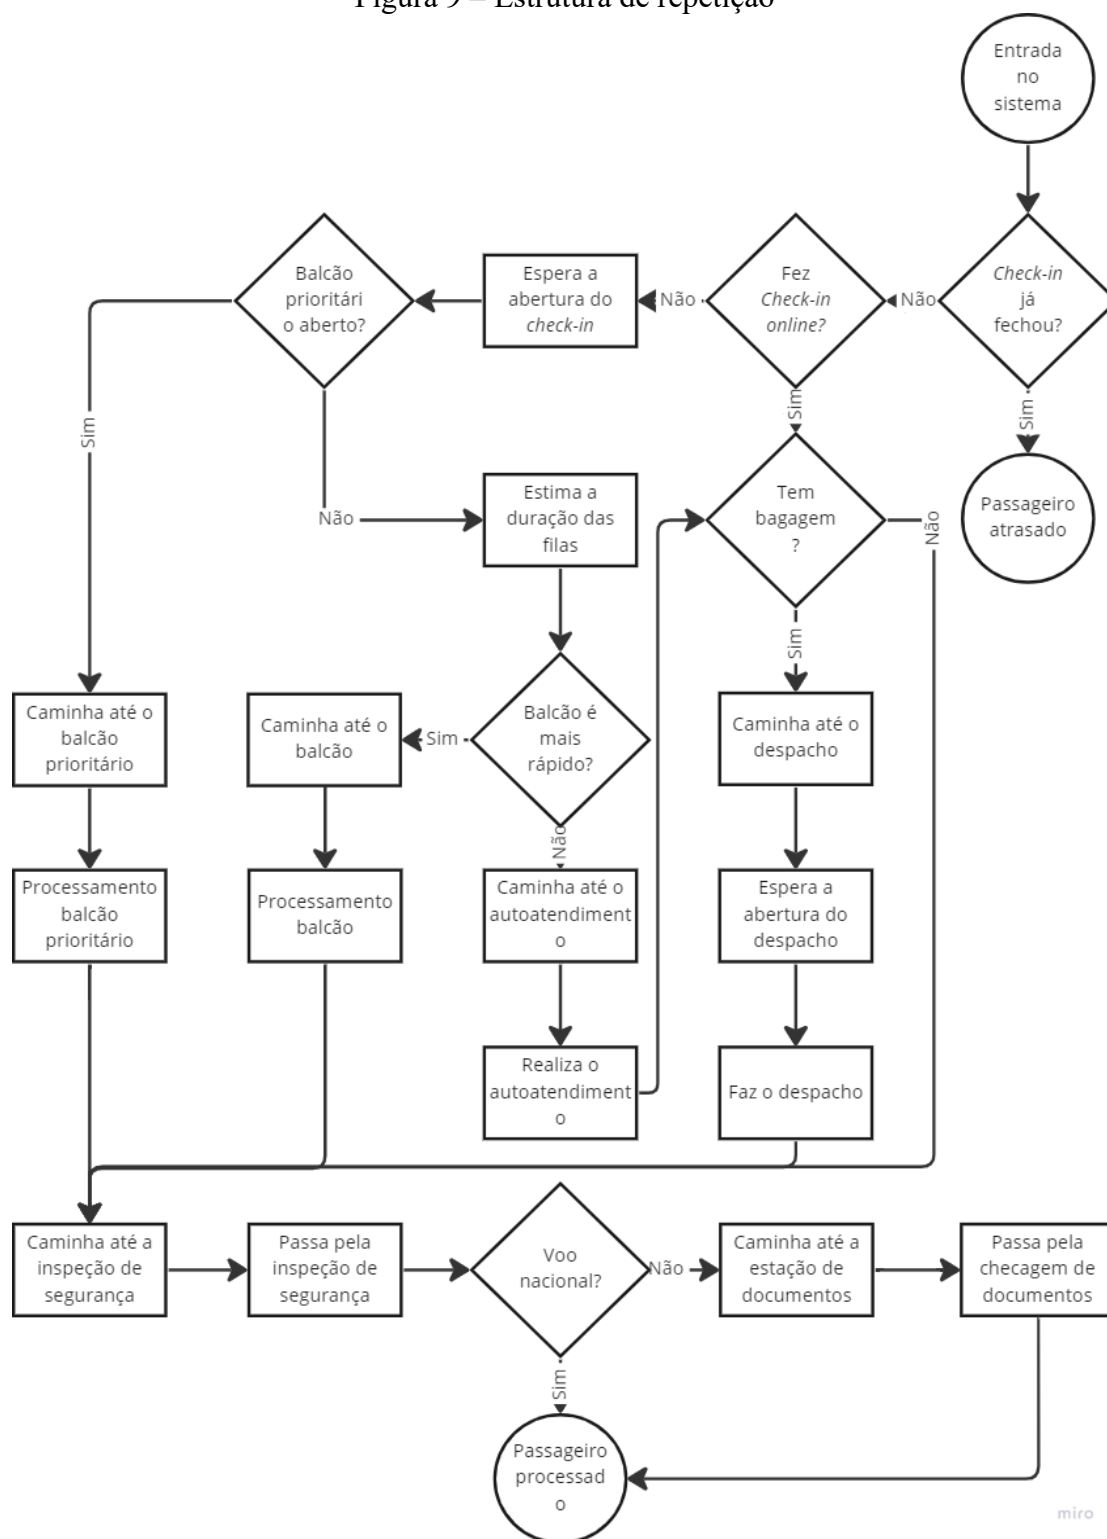 Figura 9 – Estrutura de repetição
Entrada
no
sistema
Balcão
prioritári
o aberto?
Espera a
abertura do
check-in
Não
Fez
Check-in
online?
Não
Check-in
já
fechou?
Sim
Sim
Sim
Não
Estima a
duração das
filas
Tem
bagagem
?
Não
Passageiro
atrasado
Sim
Caminha até o
balcão
prioritário
Caminha até o
balcão
Sim
Balcão é
mais
rápido?
Caminha até o
despacho
Não
Processamento
balcão
prioritário
Processamento
balcão
Caminha até o
autoatendiment
o
Espera a
abertura do
despacho
Realiza o
autoatendiment
o
Faz o despacho
Caminha até a
inspeção de
segurança
Passa pela
inspeção de
segurança
Voo
nacional?
Não
Caminha até a
estação de
documentos
Passa pela
checagem de
documentos
Sim
Passageiro
processad
o
miro